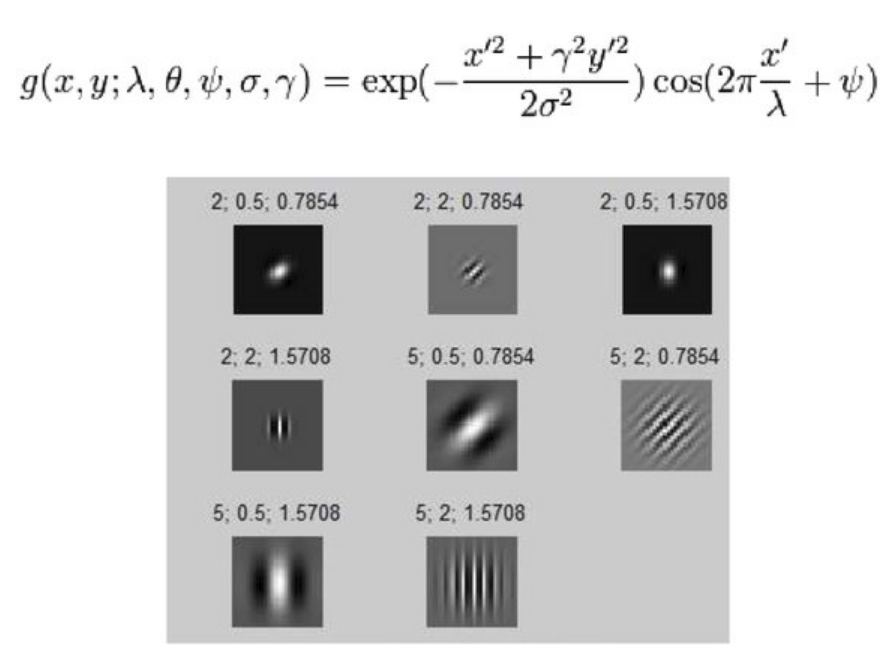 g(x, y; λ, θ, ψ, σ, γ) = exp(−\frac{x′² + γ²y′²}{2σ²}) cos(2π\frac{x′}{λ} + ψ)
2; 0.5; 0.7854 2; 2; 0.7854 2; 0.5; 1.5708
2; 2; 1.5708 5; 0.5; 0.7854 5; 2; 0.7854
5; 0.5; 1.5708 5; 2; 1.5708